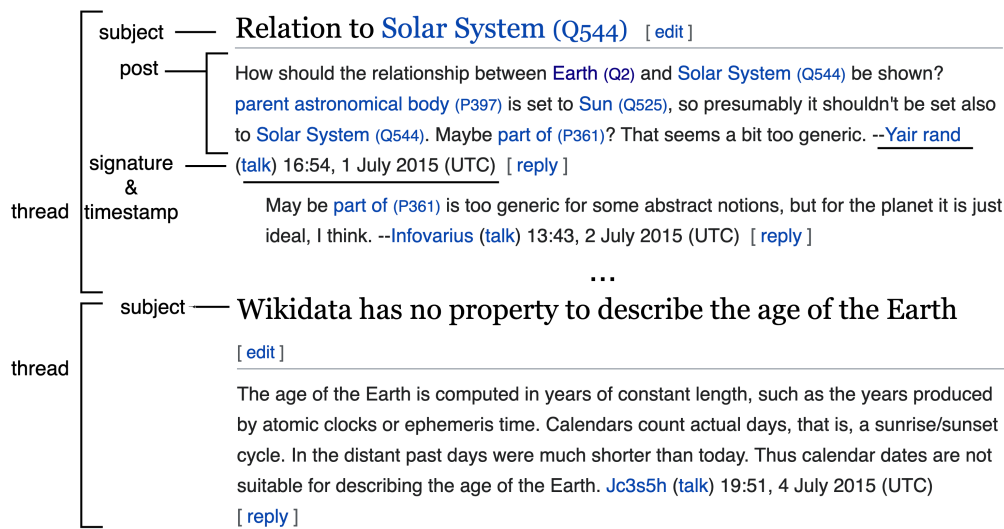 subject
Relation to Solar System (Q544) [ edit ]
post
How should the relationship between Earth (Q2) and Solar System (Q544) be shown?
parent astronomical body (P397) is set to Sun (Q525), so presumably it shouldn't be set also
to Solar System (Q544). Maybe part of (P361)? That seems a bit too generic. --Yair rand
(talk) 16:54, 1 July 2015 (UTC) [ reply ]
signature
&
timestamp
thread
May be part of (P361) is too generic for some abstract notions, but for the planet it is just
ideal, I think. --Infovarius (talk) 13:43, 2 July 2015 (UTC) [ reply ]
...
subject
Wikidata has no property to describe the age of the Earth
[ edit ]
thread
The age of the Earth is computed in years of constant length, such as the years produced
by atomic clocks or ephemeris time. Calendars count actual days, that is, a sunrise/sunset
cycle. In the distant past days were much shorter than today. Thus calendar dates are not
suitable for describing the age of the Earth. Jc3s5h (talk) 19:51, 4 July 2015 (UTC)
[ reply ]